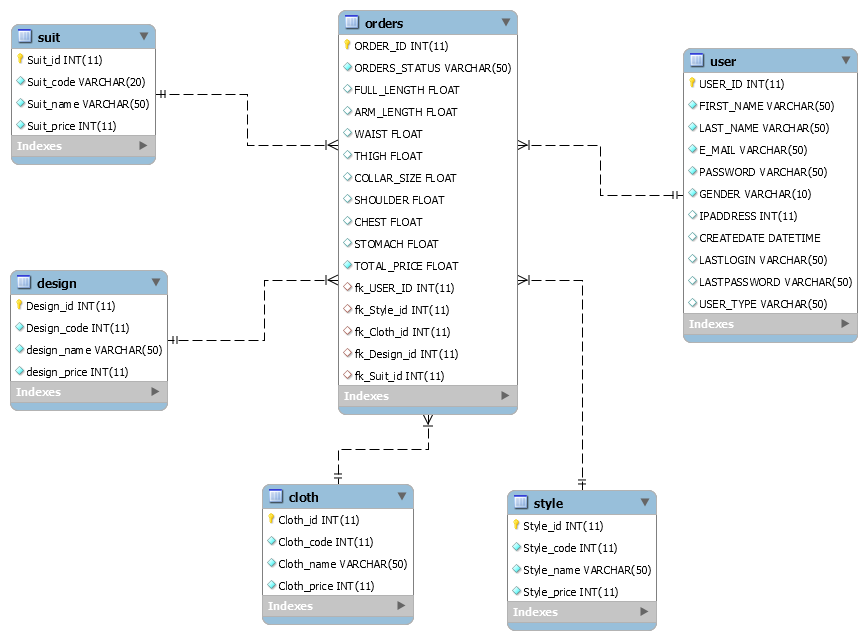 suit
Suit_id INT(11)
Suit_code VARCHAR(20)
Suit_name VARCHAR(50)
Suit_price INT(11)
Indexes
design
Design_id INT(11)
Design_code INT(11)
design_name VARCHAR(50)
design_price INT(11)
Indexes
orders
ORDER_ID INT(11)
ORDERS_STATUS VARCHAR(50)
FULL_LENGTH FLOAT
ARM_LENGTH FLOAT
WAIST FLOAT
THIGH FLOAT
COLLAR_SIZE FLOAT
SHOULDER FLOAT
CHEST FLOAT
STOMACH FLOAT
TOTAL_PRICE FLOAT
fk_USER_ID INT(11)
fk_Style_id INT(11)
fk_Cloth_id INT(11)
fk_Design_id INT(11)
fk_Suit_id INT(11)
Indexes
user
USER_ID INT(11)
FIRST_NAME VARCHAR(50)
LAST_NAME VARCHAR(50)
E_MAIL VARCHAR(50)
PASSWORD VARCHAR(50)
GENDER VARCHAR(10)
IPADDRESS INT(11)
CREATEDATE DATETIME
LASTLOGIN VARCHAR(50)
LASTPASSWORD VARCHAR(50)
USER_TYPE VARCHAR(50)
Indexes
cloth
Cloth_id INT(11)
Cloth_code INT(11)
Cloth_name VARCHAR(50)
Cloth_price INT(11)
Indexes
style
Style_id INT(11)
Style_code INT(11)
Style_name VARCHAR(50)
Style_price INT(11)
Indexes